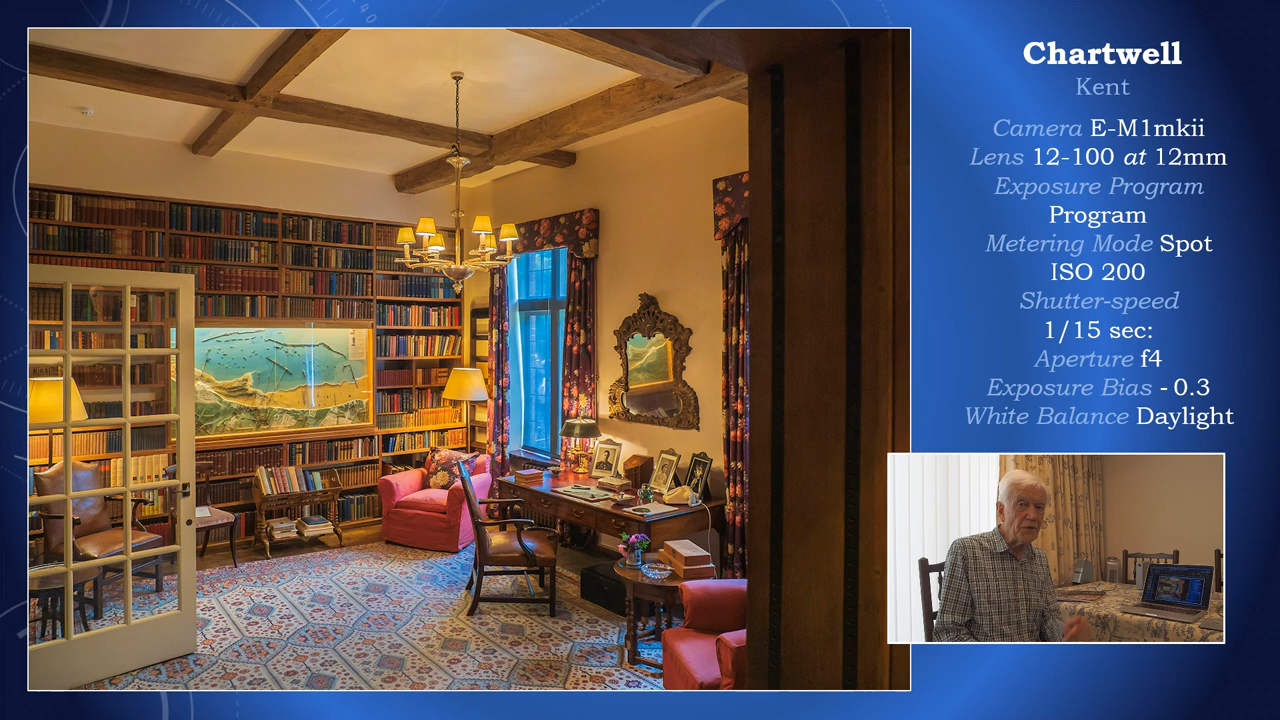 Chartwell
Kent
Camera E-M1mkii
Lens 12-100 at 12mm
Exposure Program
Program
Metering Mode Spot
ISO 200
Shutter-speed
1/15 sec:
Aperture f4
Exposure Bias - 0.3
White Balance Daylight